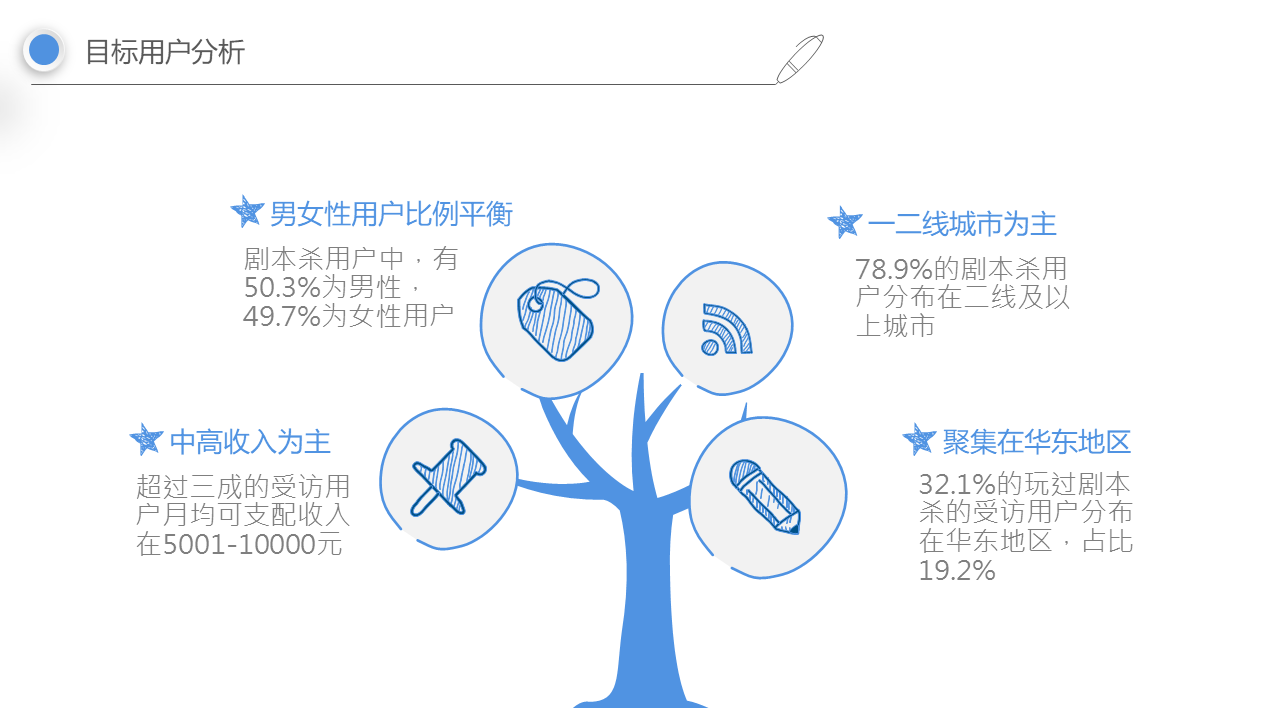 目标用户分析
男女性用户比例平衡
剧本杀用户中，有
50.3%为男性，
49.7%为女性用户
一二线城市为主
78.9%的剧本杀用
户分布在二线及以
上城市
中高收入为主
超过三成的受访用
户月均可支配收入
在5001-10000元
聚集在华东地区
32.1%的玩过剧本
杀的受访用户分布
在华东地区，占比
19.2%